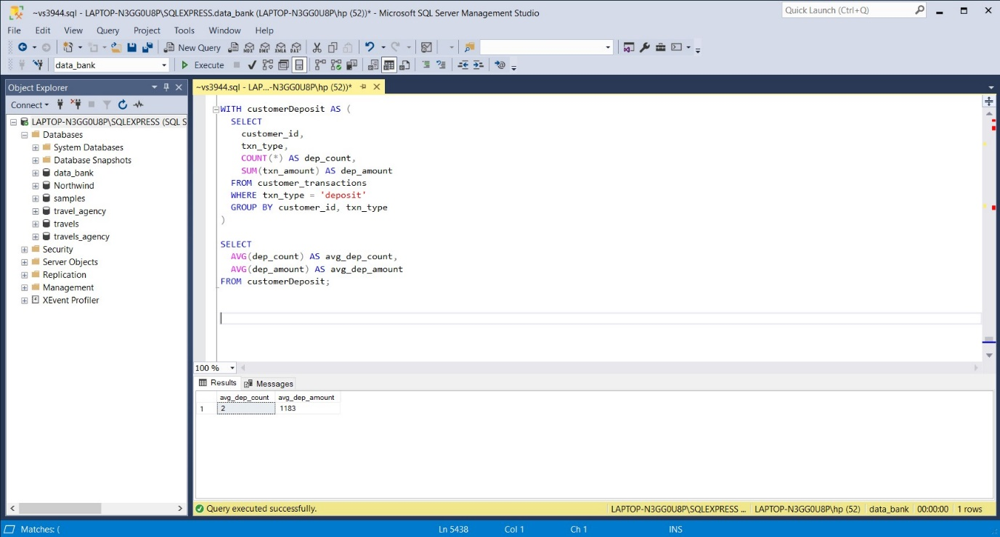 ~vs3944.sql - LAPTOP-N3GG0U8P\SQLEXPRESS.data_bank (LAPTOP-N3GG0U8P\hp (52))* - Microsoft SQL Server Management Studio
Quick Launch (Ctrl+Q)
File Edit View Query Project Tools Window Help
New Query
MDX DMX XMLA DAX
data_bank
Execute
Object Explorer
~vs3944.sql - LAP...-N3GG0U8P\hp (52))*
Connect
LAPTOP-N3GG0U8P\SQLEXPRESS (SQL S
Databases
System Databases
Database Snapshots
data_bank
Northwind
samples
travel_agency
travels
travels_agency
Security
Server Objects
Replication
Management
XEvent Profiler
WITH customerDeposit AS (
SELECT
customer_id,
txn_type,
COUNT(*) AS dep_count,
SUM(txn_amount) AS dep_amount
FROM customer_transactions
WHERE txn_type = 'deposit'
GROUP BY customer_id, txn_type
)
SELECT
AVG(dep_count) AS avg_dep_count,
AVG(dep_amount) AS avg_dep_amount
FROM customerDeposit;
100 %
Results Messages
avg_dep_count avg_dep_amount
1 2 1183
Query executed successfully.
LAPTOP-N3GG0U8P\SQLEXPRESS ... LAPTOP-N3GG0U8P\hp (52) data_bank 00:00:00 1 rows
Matches: (
Ln 5438 Col 1 Ch 1 INS